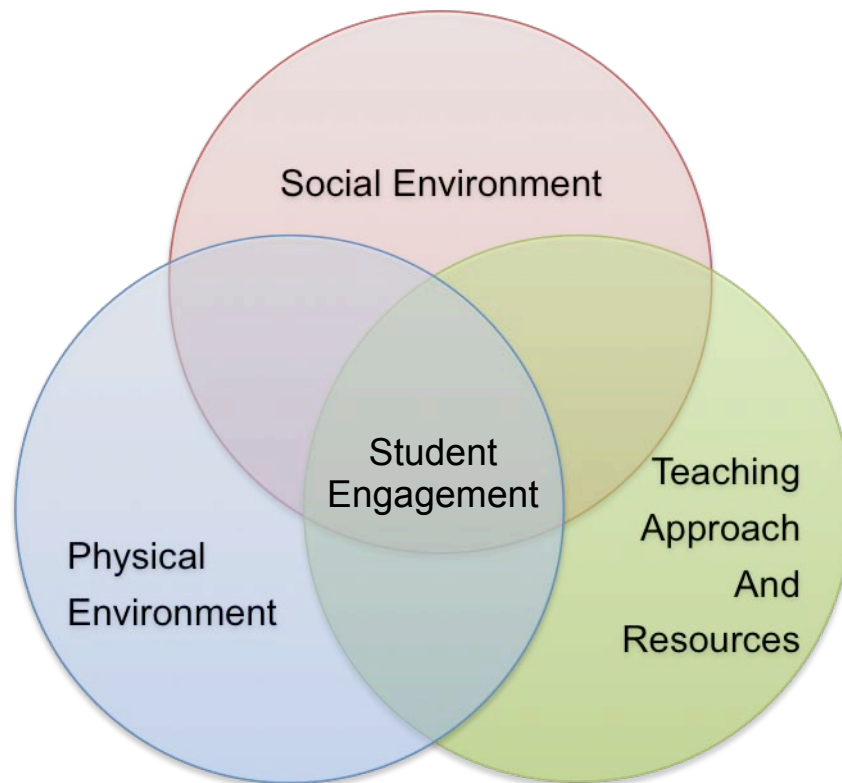 Social Environment
Student
Engagement
Teaching
Approach
And
Resources
Physical
Environment